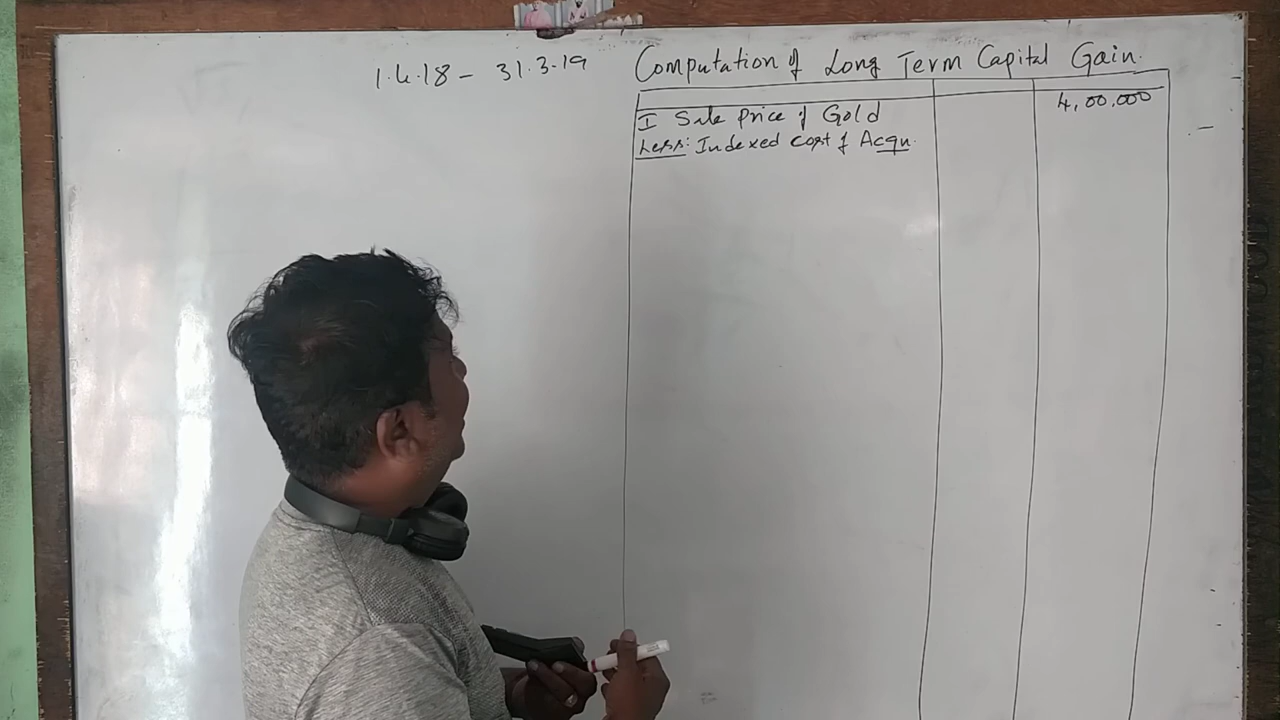 1.4.18 - 31.3.19
Computation of Long Term Capital Gain.
I Sale Price of Gold 4,00,000
Less: Indexed Cost of Acqn.